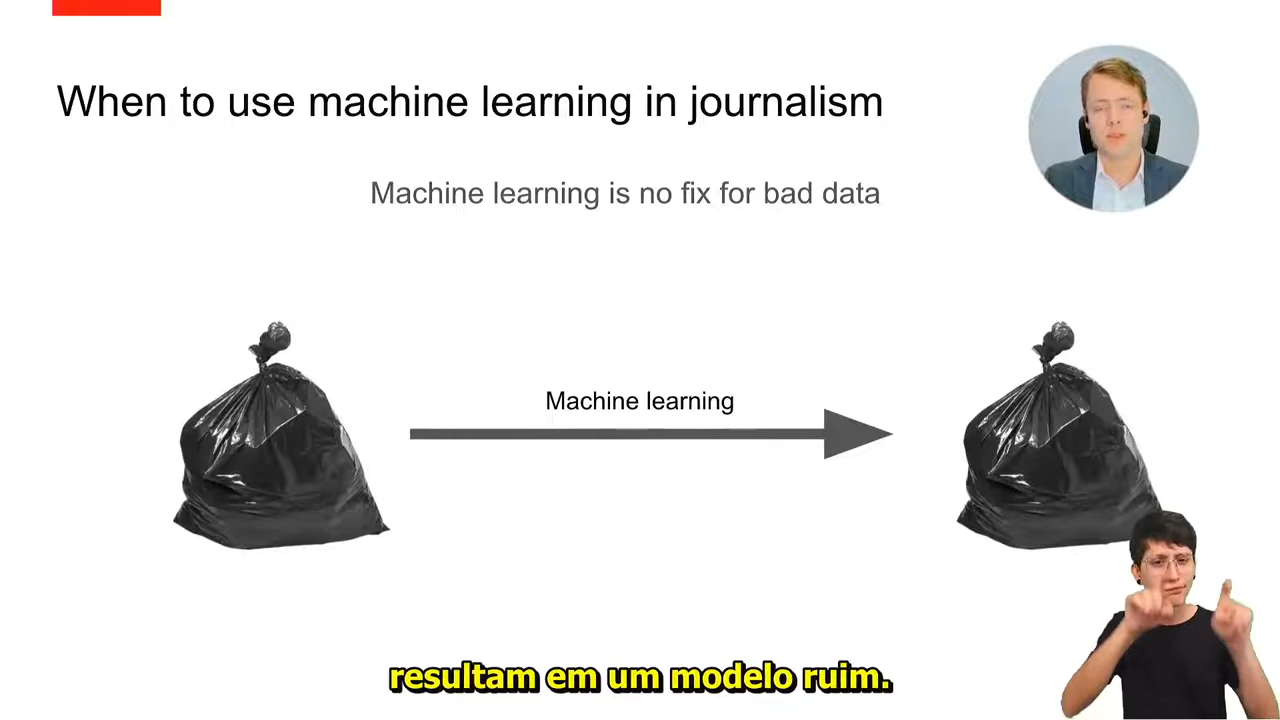 When to use machine learning in journalism
Machine learning is no fix for bad data
Machine learning
resultam em um modelo ruim.